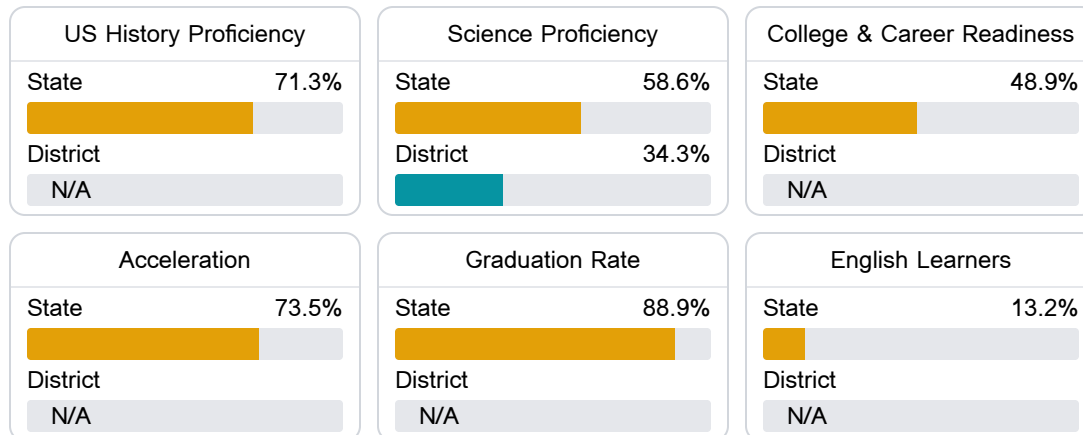 US History Proficiency
State 71.3%
District
N/A
Science Proficiency
State 58.6%
District 34.3%
College & Career Readiness
State 48.9%
District
N/A
Acceleration
State 73.5%
District
N/A
Graduation Rate
State 88.9%
District
N/A
English Learners
State 13.2%
District
N/A